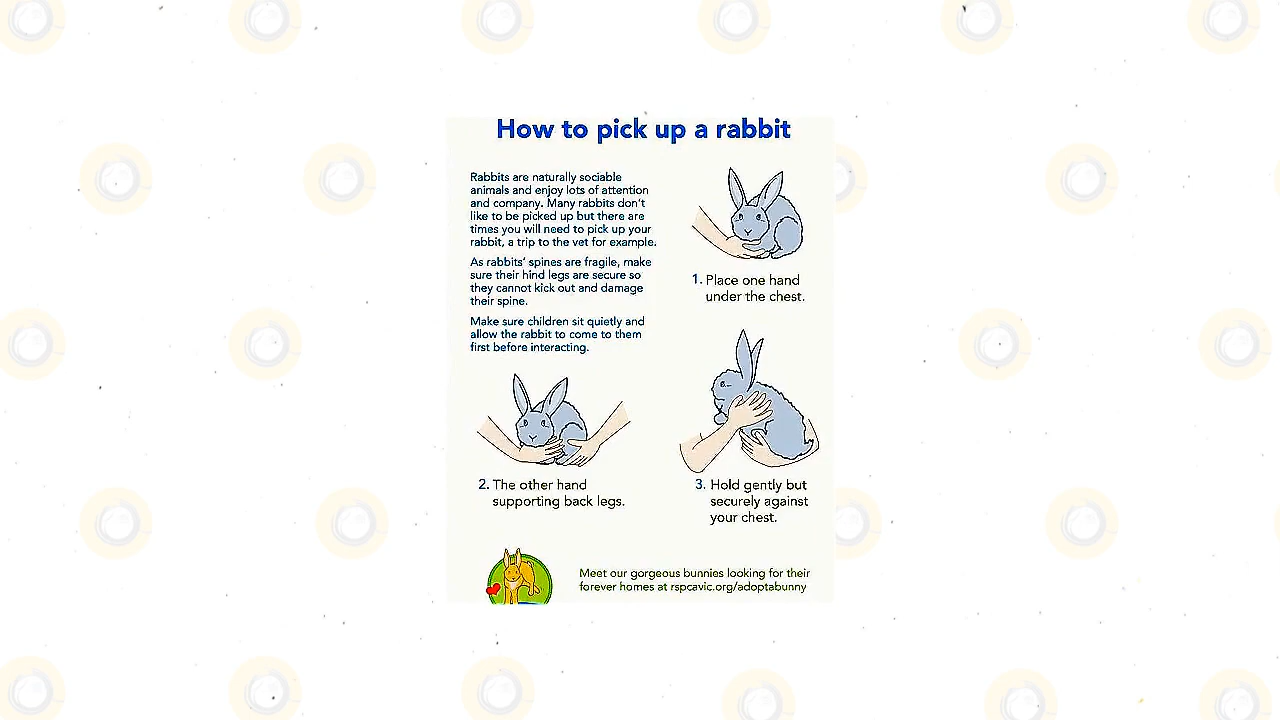 How to pick up a rabbit
Rabbits are naturally sociable
animals and enjoy lots of attention
and company. Many rabbits don't
like to be picked up but there are
times you will need to pick up your
rabbit, a trip to the vet for example.
As rabbits' spines are fragile, make
sure their hind legs are secure so
they cannot kick out and damage
their spine.
Make sure children sit quietly and
allow the rabbit to come to them
first before interacting.
1. Place one hand
under the chest.
2. The other hand
supporting back legs.
3. Hold gently but
securely against
your chest.
Meet our gorgeous bunnies looking for their
forever homes at rspcavic.org/adoptabunny